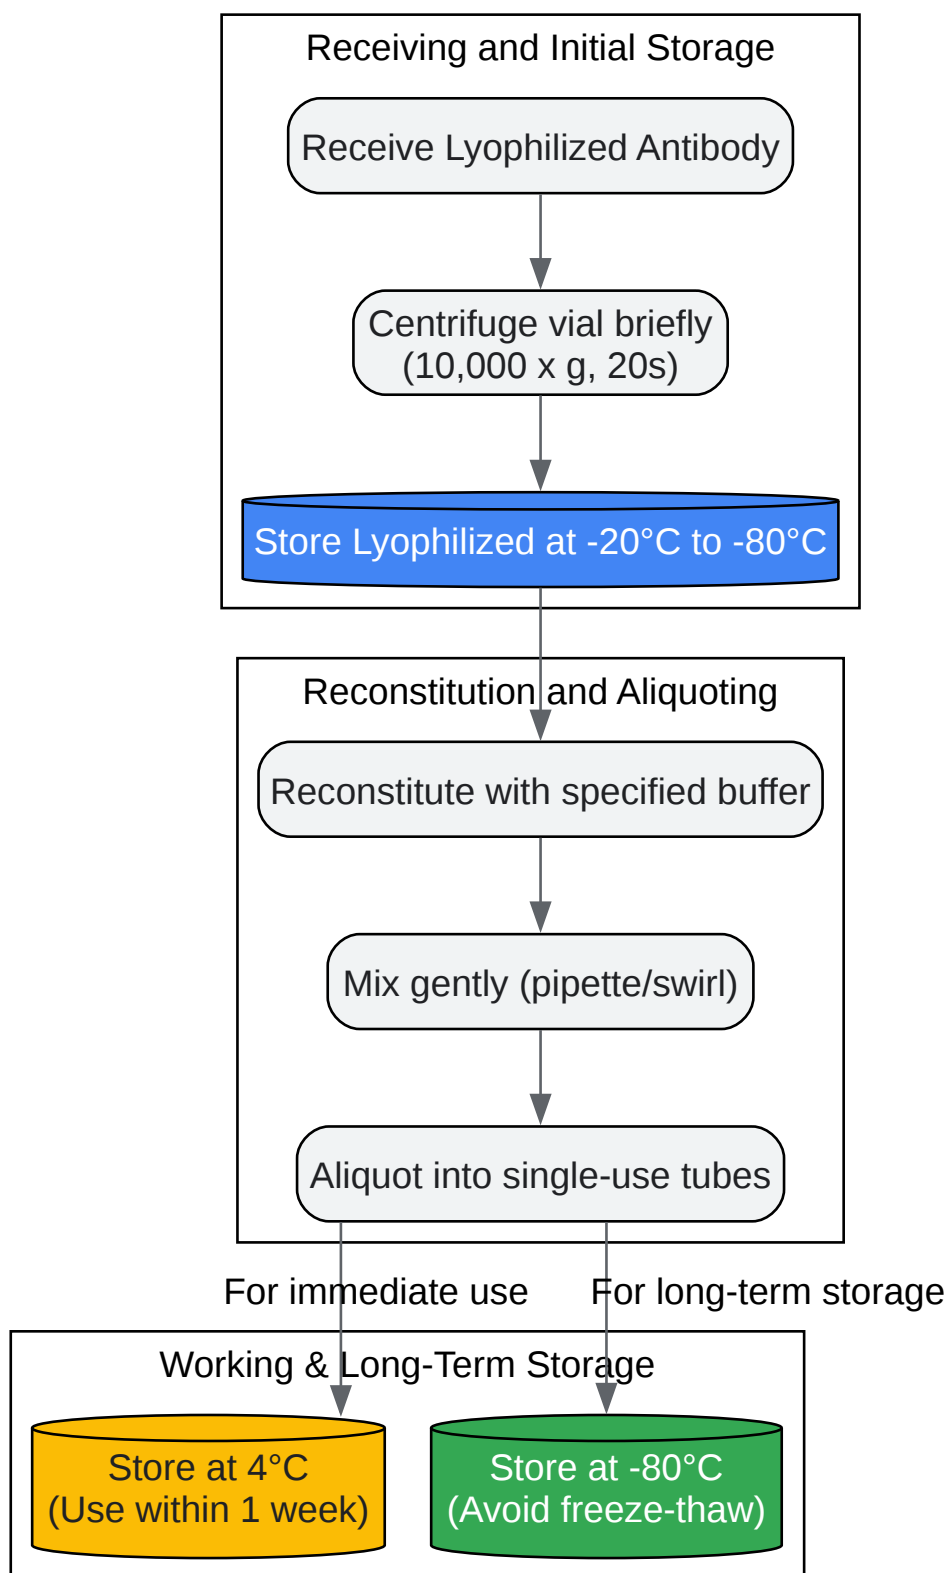 Receiving and Initial Storage
Receive Lyophilized Antibody
Centrifuge vial briefly
(10,000 x g, 20s)
Store Lyophilized at -20°C to -80°C
Reconstitution and Aliquoting
Reconstitute with specified buffer
Mix gently (pipette/swirl)
Aliquot into single-use tubes
For immediate use
For long-term storage
Working & Long-Term Storage
Store at 4°C
(Use within 1 week)
Store at -80°C
(Avoid freeze-thaw)